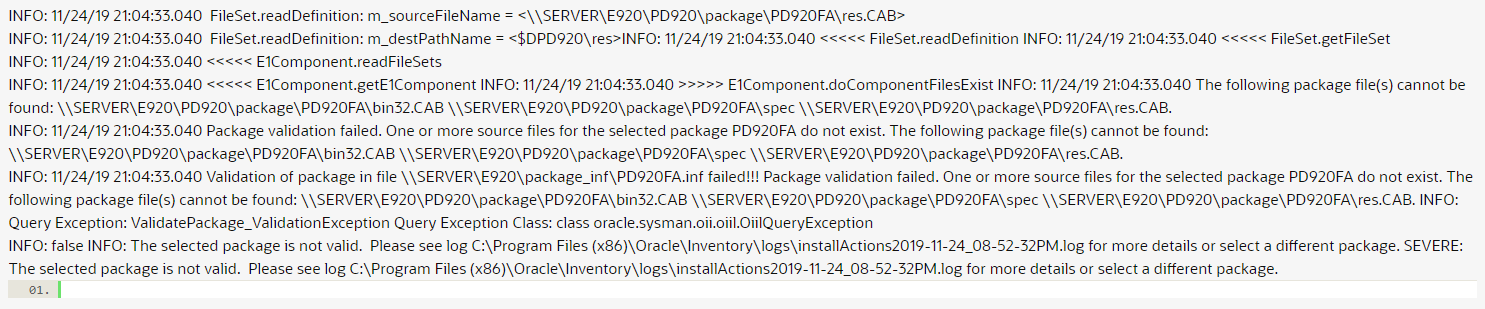 INFO: 11/24/19 21:04:33.040  FileSet.readDefinition: m_sourceFileName = <\\SERVER\E920\PD920\package\PD920FA\res.CAB>
INFO: 11/24/19 21:04:33.040  FileSet.readDefinition: m_destPathName = <$DPD920\res>INFO: 11/24/19 21:04:33.040 <<<<< FileSet.readDefinition INFO: 11/24/19 21:04:33.040 <<<<< FileSet.getFileSet
INFO: 11/24/19 21:04:33.040 <<<<< E1Component.readFileSets
INFO: 11/24/19 21:04:33.040 <<<<< E1Component.getE1Component INFO: 11/24/19 21:04:33.040 >>>>> E1Component.doComponentFilesExist INFO: 11/24/19 21:04:33.040 The following package file(s) cannot be
found: \\SERVER\E920\PD920\package\PD920FA\bin32.CAB \\SERVER\E920\PD920\package\PD920FA\spec \\SERVER\E920\PD920\package\PD920FA\res.CAB.
INFO: 11/24/19 21:04:33.040 Package validation failed. One or more source files for the selected package PD920FA do not exist. The following package file(s) cannot be found:
\\SERVER\E920\PD920\package\PD920FA\bin32.CAB \\SERVER\E920\PD920\package\PD920FA\spec \\SERVER\E920\PD920\package\PD920FA\res.CAB.
INFO: 11/24/19 21:04:33.040 Validation of package in file \\SERVER\E920\package_inf\PD920FA.inf failed!!! Package validation failed. One or more source files for the selected package PD920FA do not exist. The
following package file(s) cannot be found: \\SERVER\E920\PD920\package\PD920FA\bin32.CAB \\SERVER\E920\PD920\package\PD920FA\spec \\SERVER\E920\PD920\package\PD920FA\res.CAB. INFO:
Query Exception: ValidatePackage_ValidationException Query Exception Class: class oracle.sysman.oii.oiil.OiilQueryException
INFO: false INFO: The selected package is not valid.  Please see log C:\Program Files (x86)\Oracle\Inventory\logs\installActions2019-11-24_08-52-32PM.log for more details or select a different package. SEVERE:
The selected package is not valid.  Please see log C:\Program Files (x86)\Oracle\Inventory\logs\installActions2019-11-24_08-52-32PM.log for more details or select a different package.
01.